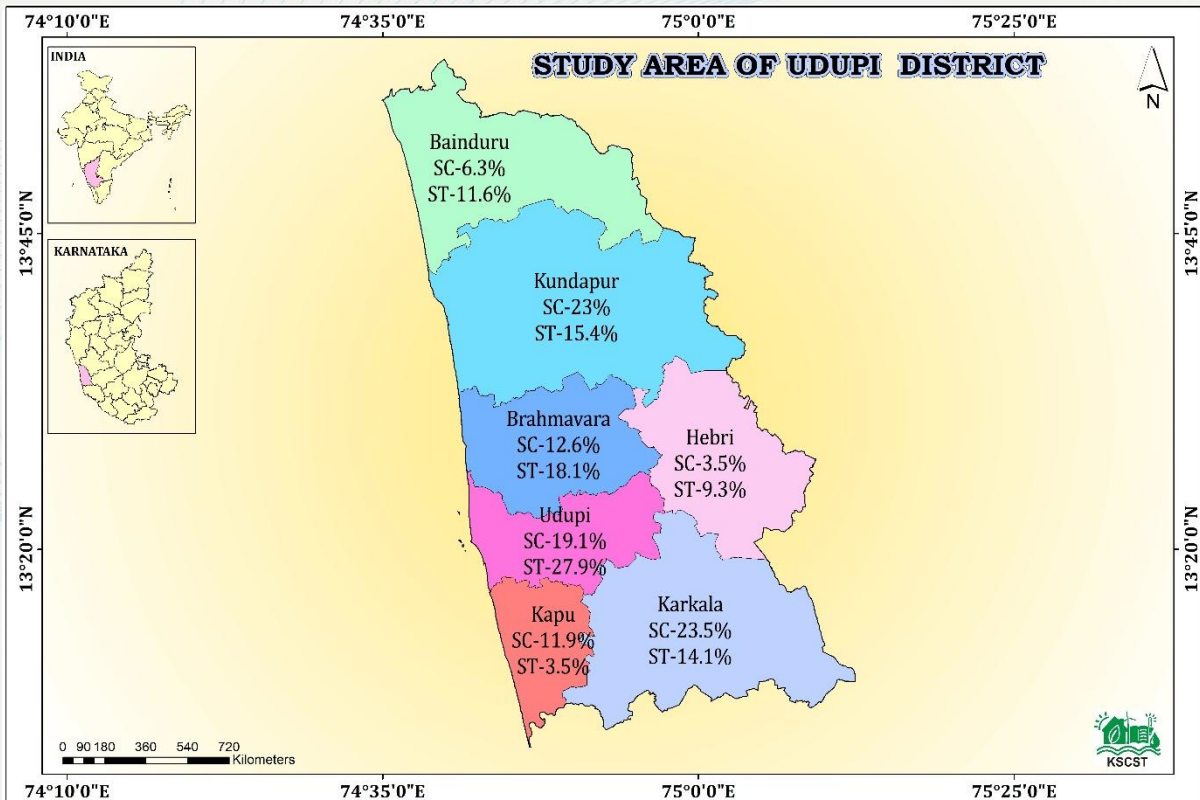 74°10'0"E
74°35'0"E
75°0'0"E
75°25'0"E
INDIA
STUDY AREA OF UDUPI DISTRICT
N
Bainduru
SC-6.3%
ST-11.6%
13°45'0"N
13°45'0"N
KARNATAKA
Kundapur
SC-23%
ST-15.4%
Brahmavara
SC-12.6%
ST-18.1%
Hebri
SC-3.5%
ST-9.3%
Udupi
SC-19.1%
ST-27.9%
13°20'0"N
13°20'0"N
Kapu
SC-11.9%
ST-3.5%
Karkala
SC-23.5%
ST-14.1%
0 90 180 360 540 720
Kilometers
KSCST
74°10'0"E
74°35'0"E
75°0'0"E
75°25'0"E